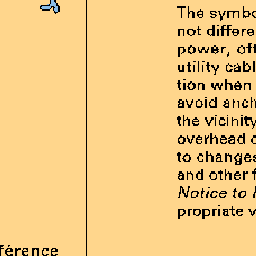 The symbo
not differe
power, off
utility cabl
tion when
avoid anch
the vicinity
overhead c
to changes
and other f
Notice to
propriate v
férence